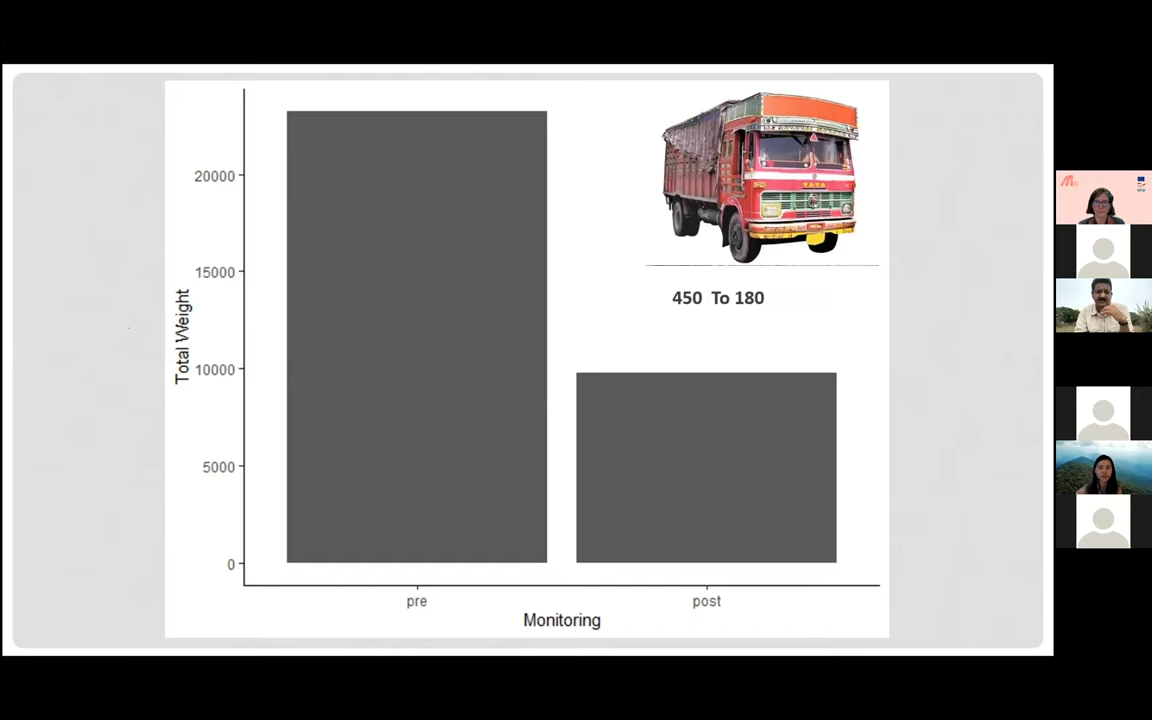 20000
15000
10000
5000
0
Total Weight
TATA
450 To 180
pre
post
Monitoring